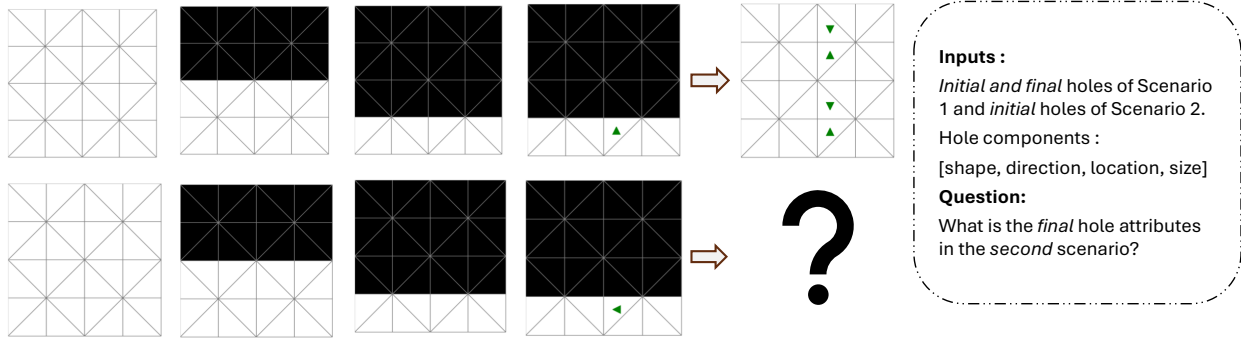 Inputs :
Initial and final holes of Scenario
1 and initial holes of Scenario 2.
Hole components :
[shape, direction, location, size]
Question:
What is the final hole attributes
in the second scenario?
?